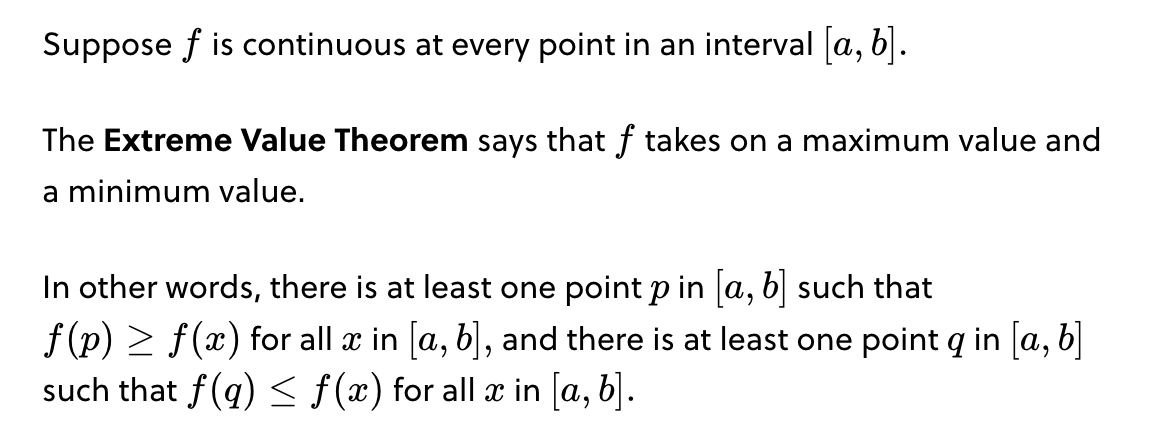 Suppose f is continuous at every point in an interval [a, b].
The Extreme Value Theorem says that f takes on a maximum value and
a minimum value.
In other words, there is at least one point p in [a, b] such that
f(p) ≥ f(x) for all x in [a, b], and there is at least one point q in [a, b]
such that f(q) ≤ f(x) for all x in [a, b].